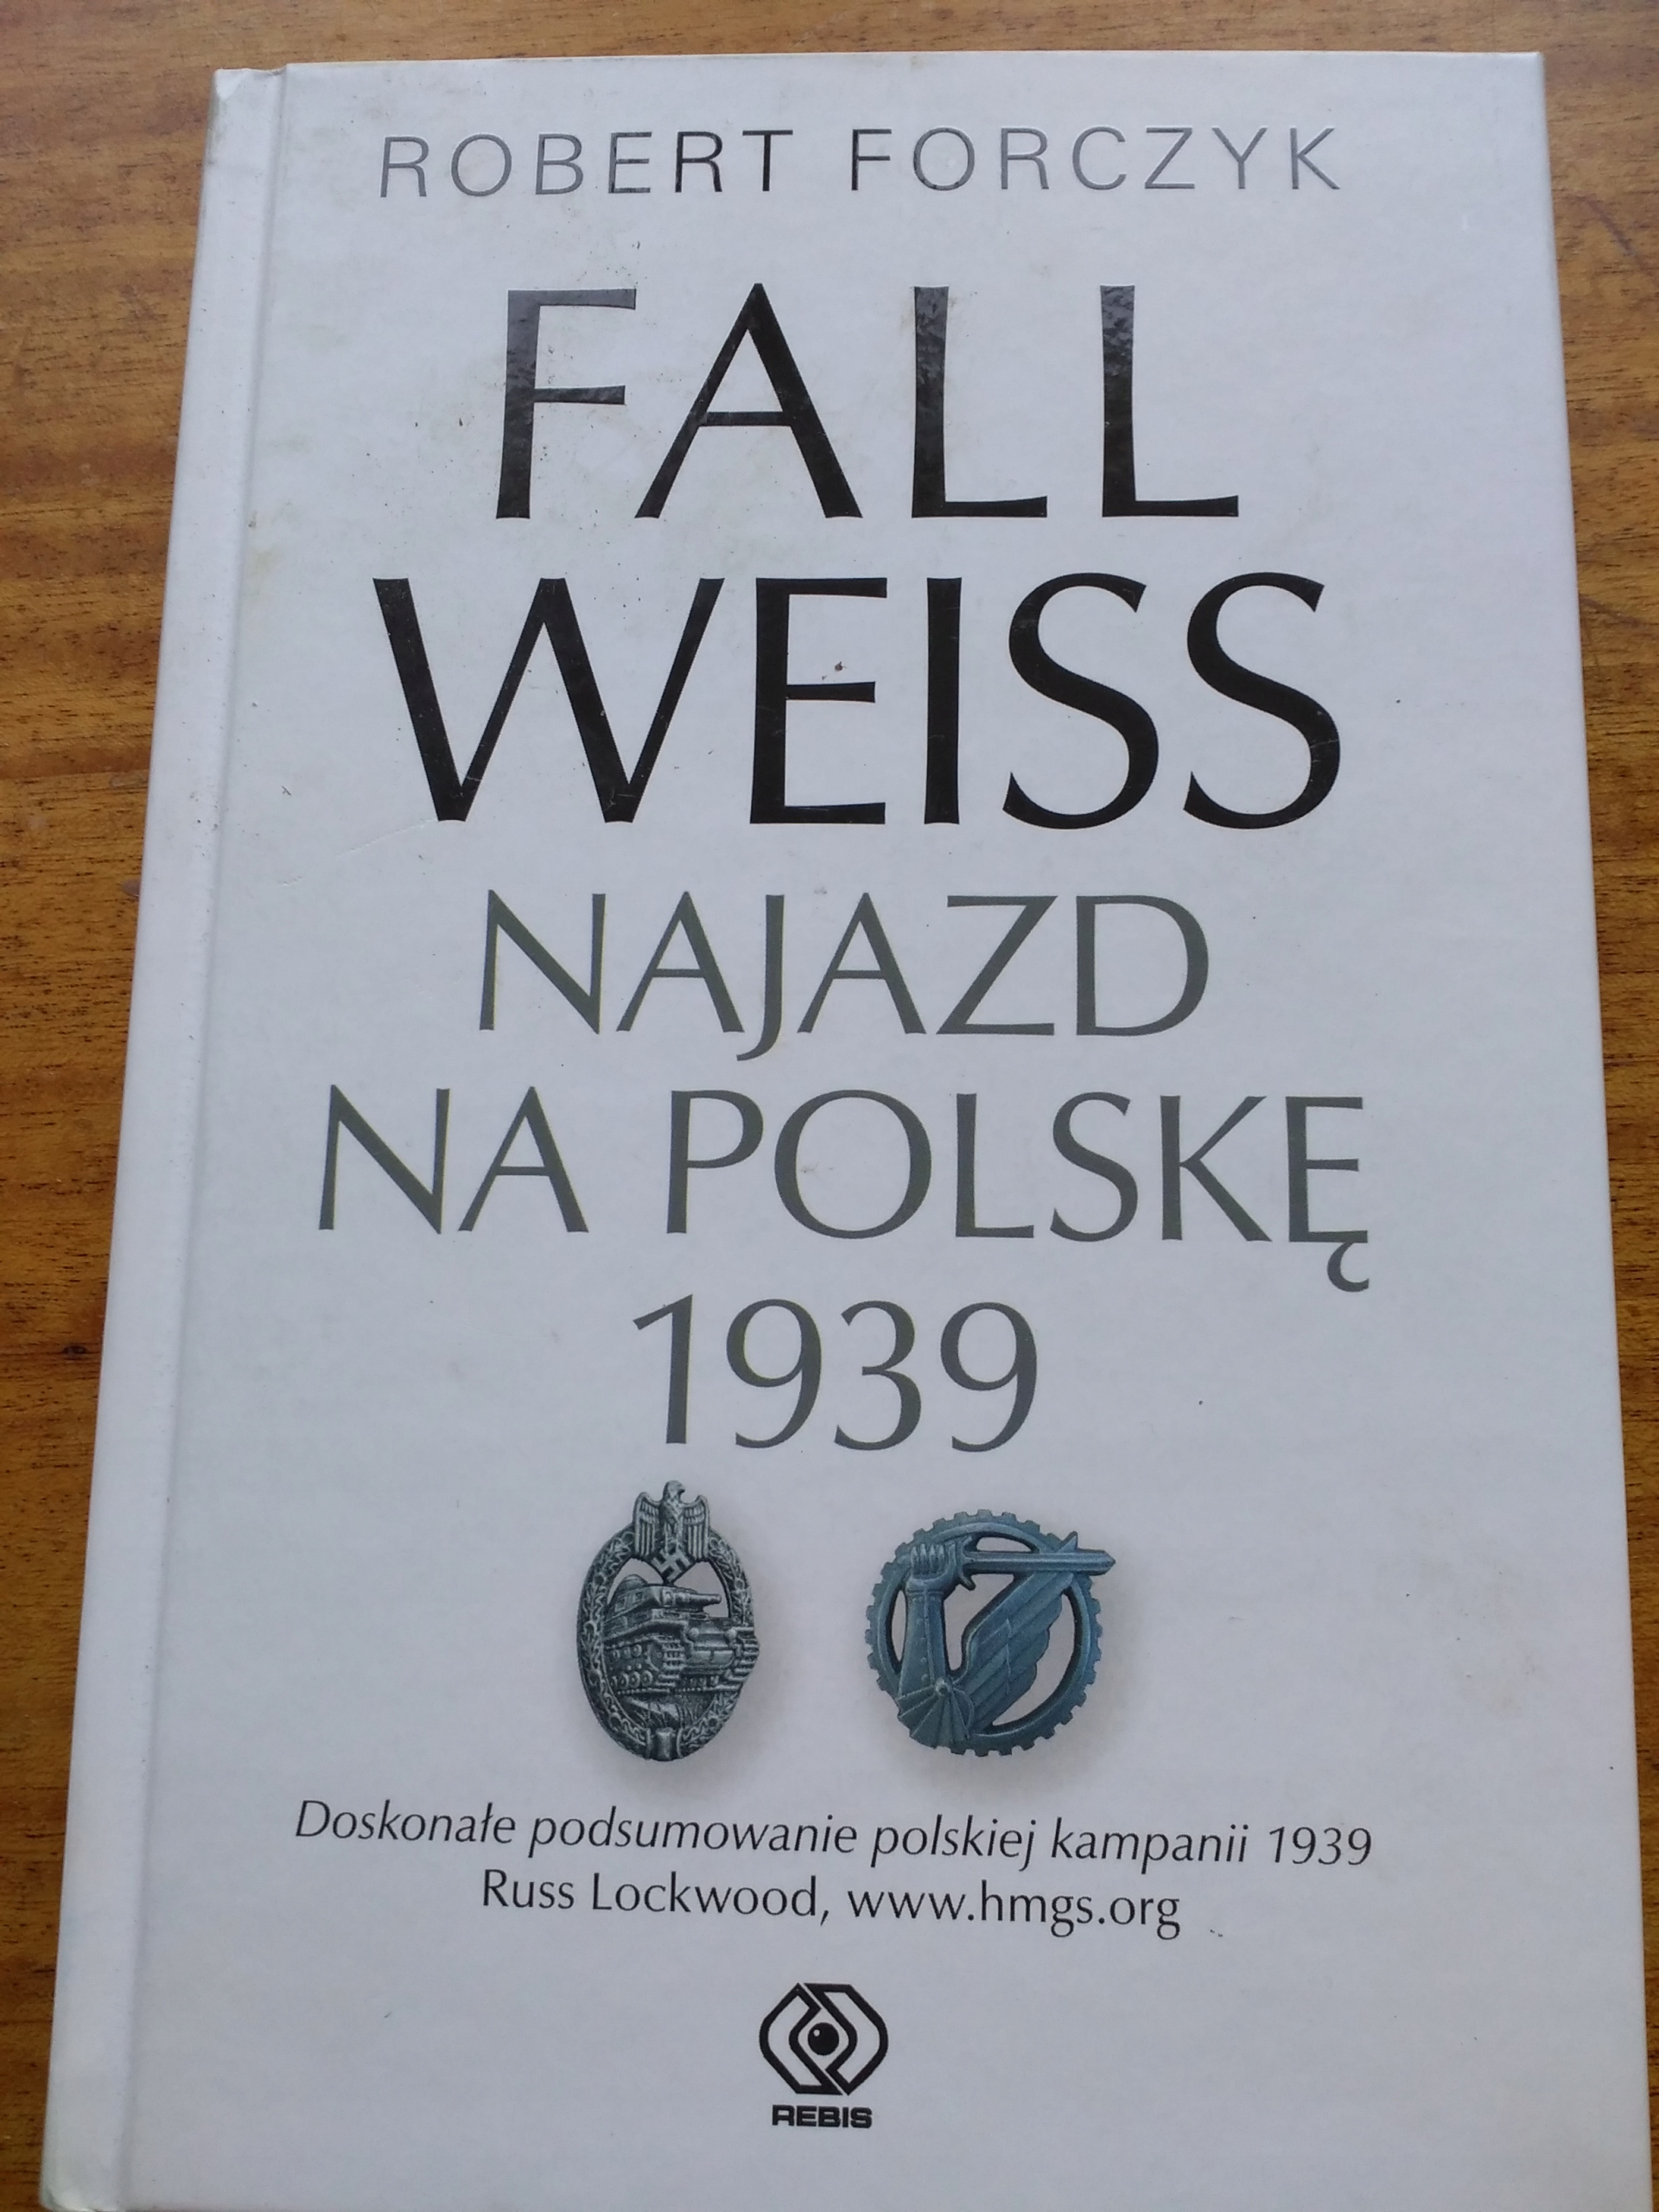 ROBERT FORCZYK
FALL
WEISS
NAJAZD
NA POLSKĘ
1939
Doskonałe podsumowanie polskiej kampanii 1939
Russ Lockwood, www.hmgs.org
REBIS